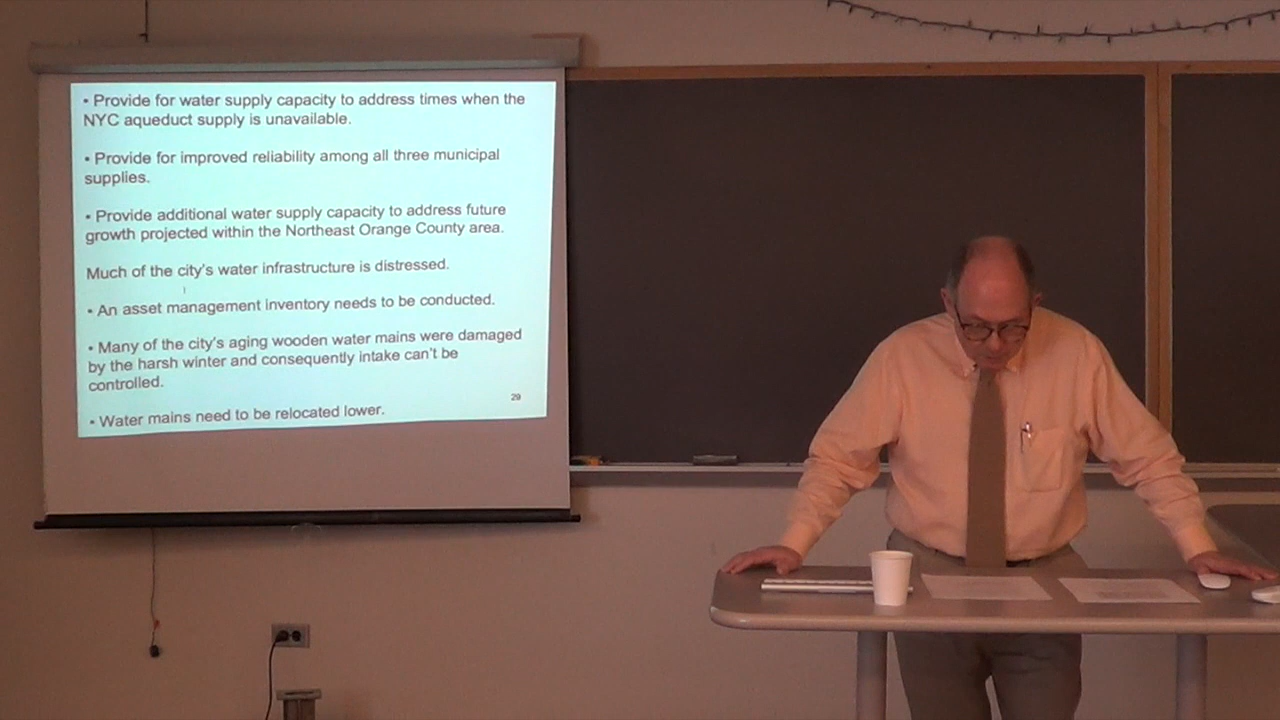 • Provide for water supply capacity to address times when the
NYC aqueduct supply is unavailable.
• Provide for improved reliability among all three municipal
supplies.
• Provide additional water supply capacity to address future
growth projected within the Northeast Orange County area.
Much of the city's water infrastructure is distressed.
• An asset management inventory needs to be conducted.
• Many of the city's aging wooden water mains were damaged
by the harsh winter and consequently intake can't be
controlled.
29
• Water mains need to be relocated lower.